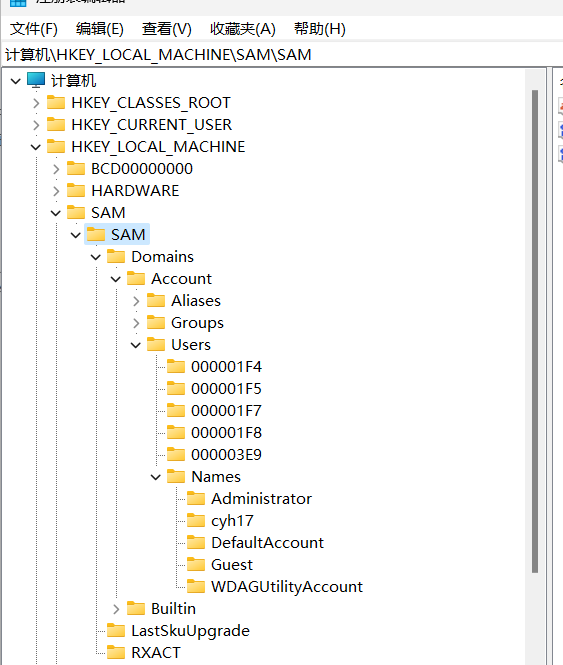 文件(F) 编辑(E) 查看(V) 收藏夹(A) 帮助(H)
计算机\HKEY_LOCAL_MACHINE\SAM\SAM
计算机
HKEY_CLASSES_ROOT
HKEY_CURRENT_USER
HKEY_LOCAL_MACHINE
BCD00000000
HARDWARE
SAM
SAM
Domains
Account
Aliases
Groups
Users
000001F4
000001F5
000001F7
000001F8
000003E9
Names
Administrator
cyh17
DefaultAccount
Guest
WDAGUtilityAccount
Builtin
LastSkuUpgrade
RXACT